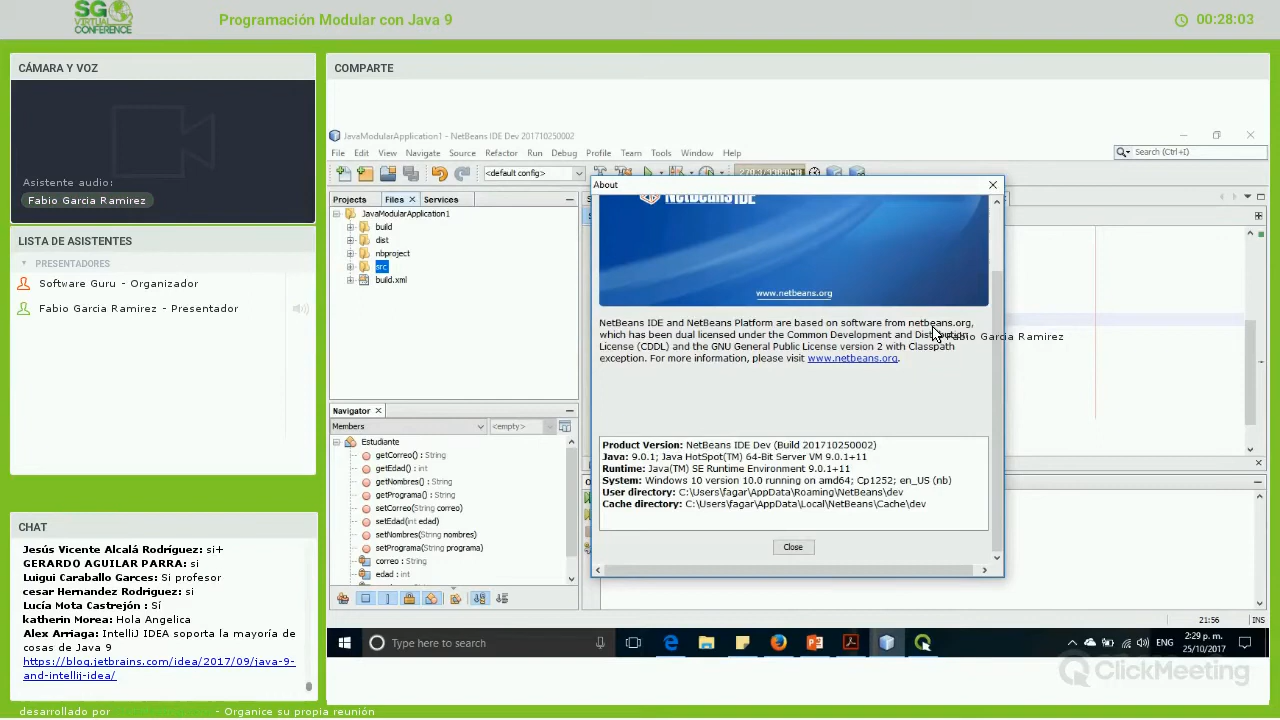 SG VIRTUAL CONFERENCE
Programación Modular con Java 9
00:28:03
CÁMARA Y VOZ
Asistente audio:
Fabio Garcia Ramirez
LISTA DE ASISTENTES
PRESENTADORES
Software Guru - Organizador
Fabio Garcia Ramirez - Presentador
CHAT
Jesús Vicente Alcalá Rodríguez: si+
GERARDO AGUILAR PARRA: si
Luigui Caraballo Garces: Si profesor
cesar Hernandez Rodriguez: si
Lucía Mota Castrejón : Sí
katherin Morea: Hola Angelica
Alex Arriaga: IntelliJ IDEA soporta la mayoría de
cosas de Java 9
https://blog.jetbrains.com/idea/2017/09/java-9-
and-intellij-idea/
desarrollado por
- Organice su propia reunión
COMPARTE
JavaModularApplication1 - NetBeans IDE Dev 201710250002
File Edit View Navigate Source Refactor Run Debug Profile Team Tools Window Help
Search (Ctrl+I)
<default config>
Projects Files Services
JavaModularApplication1
build
dist
nbproject
src
build.xml
Navigator
Members <empty>
Estudiante
getCorreo() : String
getEdad() : int
getNombres() : String
getPrograma() : String
setCorreo(String correo)
setEdad(int edad)
setNombres(String nombres)
setPrograma(String programa)
correo : String
edad : int
About
NetBeans IDE
www.netbeans.org
NetBeans IDE and NetBeans Platform are based on software from netbeans.org,
which has been dual licensed under the Common Development and Distribution
License (CDDL) and the GNU General Public License version 2 with Classpath
exception. For more information, please visit www.netbeans.org.
Fabio Garcia Ramirez
Product Version: NetBeans IDE Dev (Build 201710250002)
Java: 9.0.1; Java HotSpot(TM) 64-Bit Server VM 9.0.1+11
Runtime: Java(TM) SE Runtime Environment 9.0.1+11
System: Windows 10 version 10.0 running on amd64; Cp1252; en_US (nb)
User directory: C:\Users\fagar\AppData\Roaming\NetBeans\dev
Cache directory: C:\Users\fagar\AppData\Local\NetBeans\Cache\dev
Close
21:56 INS
Type here to search
ENG
2:29 p. m.
25/10/2017
ClickMeeting